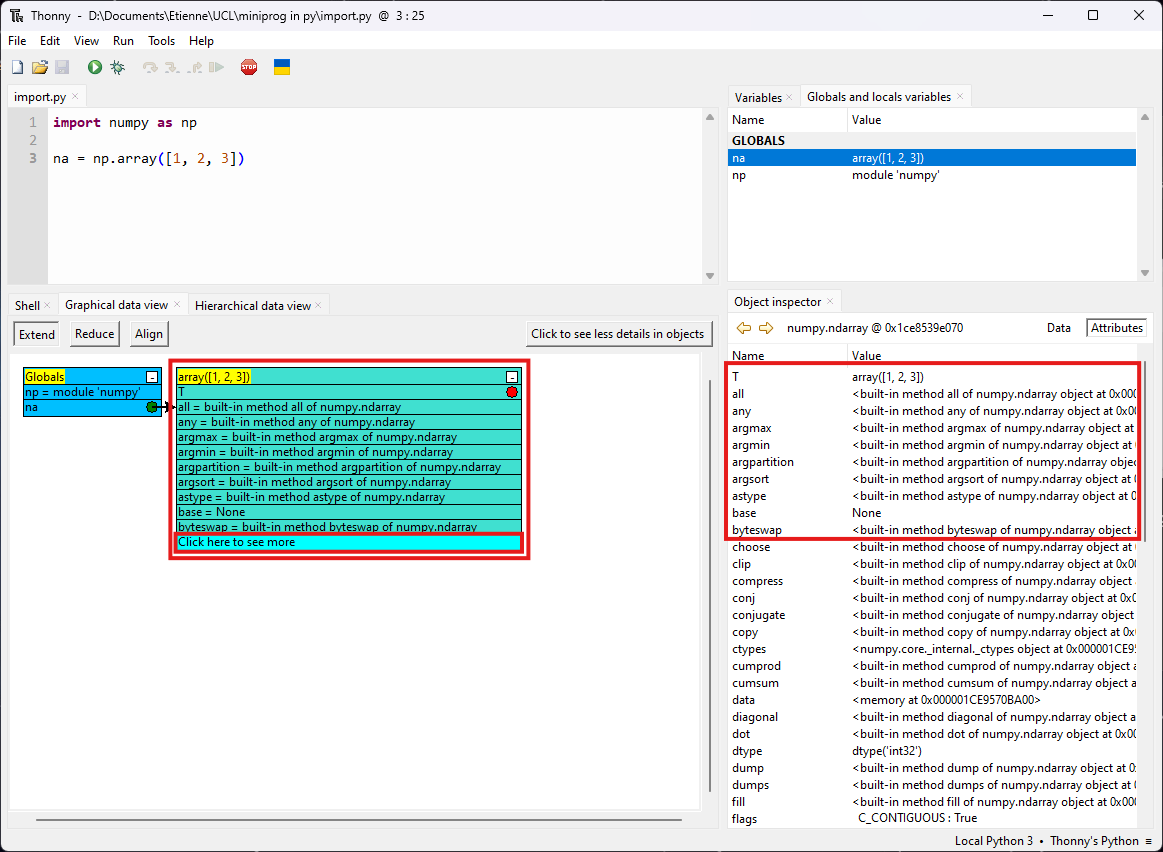 Thonny - D:\Documents\Etienne\UCL\miniprog in py\import.py @ 3 : 25
File Edit View Run Tools Help
STOP
import.py ×
1 import numpy as np
2
3 na = np.array([1, 2, 3])
Variables × Globals and locals variables ×
Name Value
GLOBALS
na array([1, 2, 3])
np module 'numpy'
Shell × Graphical data view × Hierarchical data view ×
Extend Reduce Align Click to see less details in objects
Globals -
np = module 'numpy'
na
array([1, 2, 3]) -
T
all = built-in method all of numpy.ndarray
any = built-in method any of numpy.ndarray
argmax = built-in method argmax of numpy.ndarray
argmin = built-in method argmin of numpy.ndarray
argpartition = built-in method argpartition of numpy.ndarray
argsort = built-in method argsort of numpy.ndarray
astype = built-in method astype of numpy.ndarray
base = None
byteswap = built-in method byteswap of numpy.ndarray
Click here to see more
Object inspector ×
numpy.ndarray @ 0x1ce8539e070 Data Attributes
Name Value
T array([1, 2, 3])
all <built-in method all of numpy.ndarray object at 0x000
any <built-in method any of numpy.ndarray object at 0x00
argmax <built-in method argmax of numpy.ndarray object at
argmin <built-in method argmin of numpy.ndarray object at
argpartition <built-in method argpartition of numpy.ndarray obje
argsort <built-in method argsort of numpy.ndarray object at
astype <built-in method astype of numpy.ndarray object at 0
base None
byteswap <built-in method byteswap of numpy.ndarray object
choose <built-in method choose of numpy.ndarray object at
clip <built-in method clip of numpy.ndarray object at 0x00
compress <built-in method compress of numpy.ndarray object
conj <built-in method conj of numpy.ndarray object at 0x0
conjugate <built-in method conjugate of numpy.ndarray object
copy <built-in method copy of numpy.ndarray object at 0x
ctypes <numpy.core._internal._ctypes object at 0x000001CE9
cumprod <built-in method cumprod of numpy.ndarray object a
cumsum <built-in method cumsum of numpy.ndarray object a
data <memory at 0x000001CE9570BA00>
diagonal <built-in method diagonal of numpy.ndarray object a
dot <built-in method dot of numpy.ndarray object at 0x00
dtype dtype('int32')
dump <built-in method dump of numpy.ndarray object at 0
dumps <built-in method dumps of numpy.ndarray object at
fill <built-in method fill of numpy.ndarray object at 0x000
flags C_CONTIGUOUS : True
Local Python 3 • Thonny's Python ≡